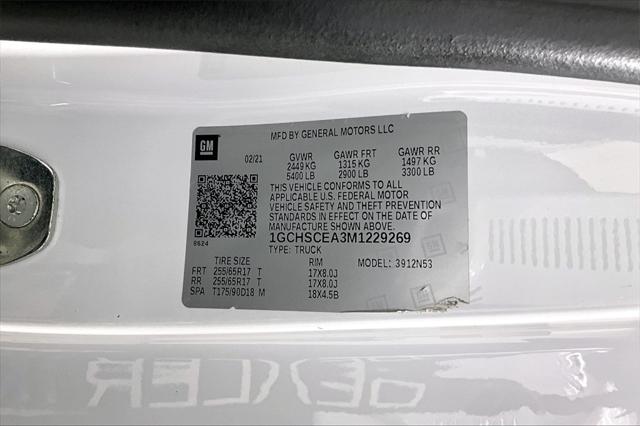 MFD BY GENERAL MOTORS LLC
GM
02/21 GVWR GAWR FRT GAWR RR
2449 KG 1315 KG 1497 KG
5400 LB 2900 LB 3300 LB
THIS VEHICLE CONFORMS TO ALL
APPLICABLE U.S. FEDERAL MOTOR
VEHICLE SAFETY AND THEFT PREVENTION
STANDARDS IN EFFECT ON THE DATE OF
MANUFACTURE SHOWN ABOVE.
1GCHSCEA3M1229269
8624
TYPE: TRUCK
TIRE SIZE RIM MODEL: 3912N53
FRT 255/65R17 T 17X8.0J
RR 255/65R17 T 17X8.0J
SPA T175/90D18 M 18X4.5B